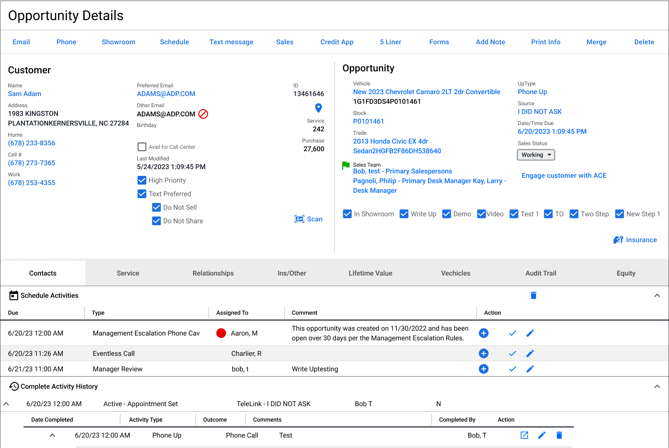 Opportunity Details
Email Phone Showroom Schedule Text message Sales Credit App 5 Liner Forms Add Note Print Info Merge Delete
Customer
Name
Sam Adam
Address
1983 KINGSTON
PLANTATIONKERNERSVILLE, NC 27284
Home
(678) 233-8356
Cell #
(678) 273-7365
Work
(678) 253-4355
Preferred Email
ADAMS@ADP.COM
Other Email
ADAMS@ADP.COM
Birthday
Avail for Call Center
Last Modified
5/24/2023 1:09:45 PM
High Priority
Text Preferred
Do Not Sell
Do Not Share
ID
13461646
Service
242
Purchase
27,600
Scan
Opportunity
Vehicle
New 2023 Chevrolet Camaro 2LT 2dr Convertible
1G1FD3DS4P0101461
Stock
P0101461
Trade
2013 Honda Civic EX 4dr
Sedan2HGFB2F86DH538640
Sales Team
Bob, test - Primary Salespersons
Pagnoli, Philip - Primary Desk Manager Kay, Larry -
Desk Manager
UpType
Phone Up
Source
I DID NOT ASK
Date/Time Due
6/20/2023 1:09:45 PM
Sales Status
Working
Engage customer with ACE
In Showroom Write Up Demo Video Test 1 TO Two Step New Step 1
Insurance
Contacts Service Relationships Ins/Other Lifetime Value Vechicles Audit Trail Equity
Schedule Activities
Due Type Assigned To Comment Action
6/20/23 12:00 AM Management Escalation Phone Cav Aaron, M This opportunity was created on 11/30/2022 and has been
open over 30 days per the Management Escalation Rules.
6/20/23 11:26 AM Eventless Call Charlier, R
6/21/23 11:00 AM Manager Review bob, t Write Uptesting
Complete Activity History
6/20/23 12:00 AM Active - Appointment Set TeleLink - I DID NOT ASK Bob T N
Date Completed Activity Type Outcome Comments Completed By Action
6/20/23 12:00 AM Phone Up Phone Call Test Bob, T